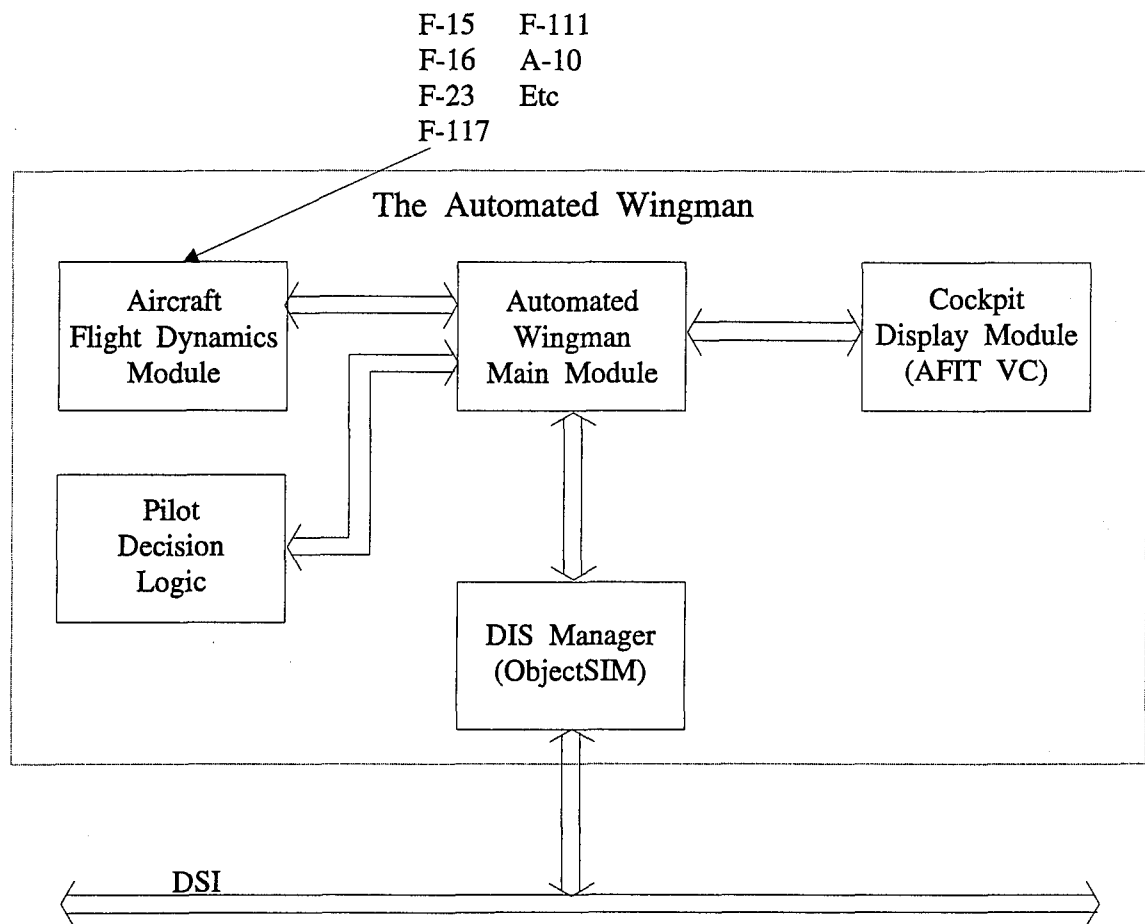 F-15 F-111
F-16 A-10
F-23 Etc
F-117
The Automated Wingman
Aircraft
Flight Dynamics
Module
Automated
Wingman
Main Module
Cockpit
Display Module
(AFIT VC)
Pilot
Decision
Logic
DIS Manager
(ObjectSIM)
DSI